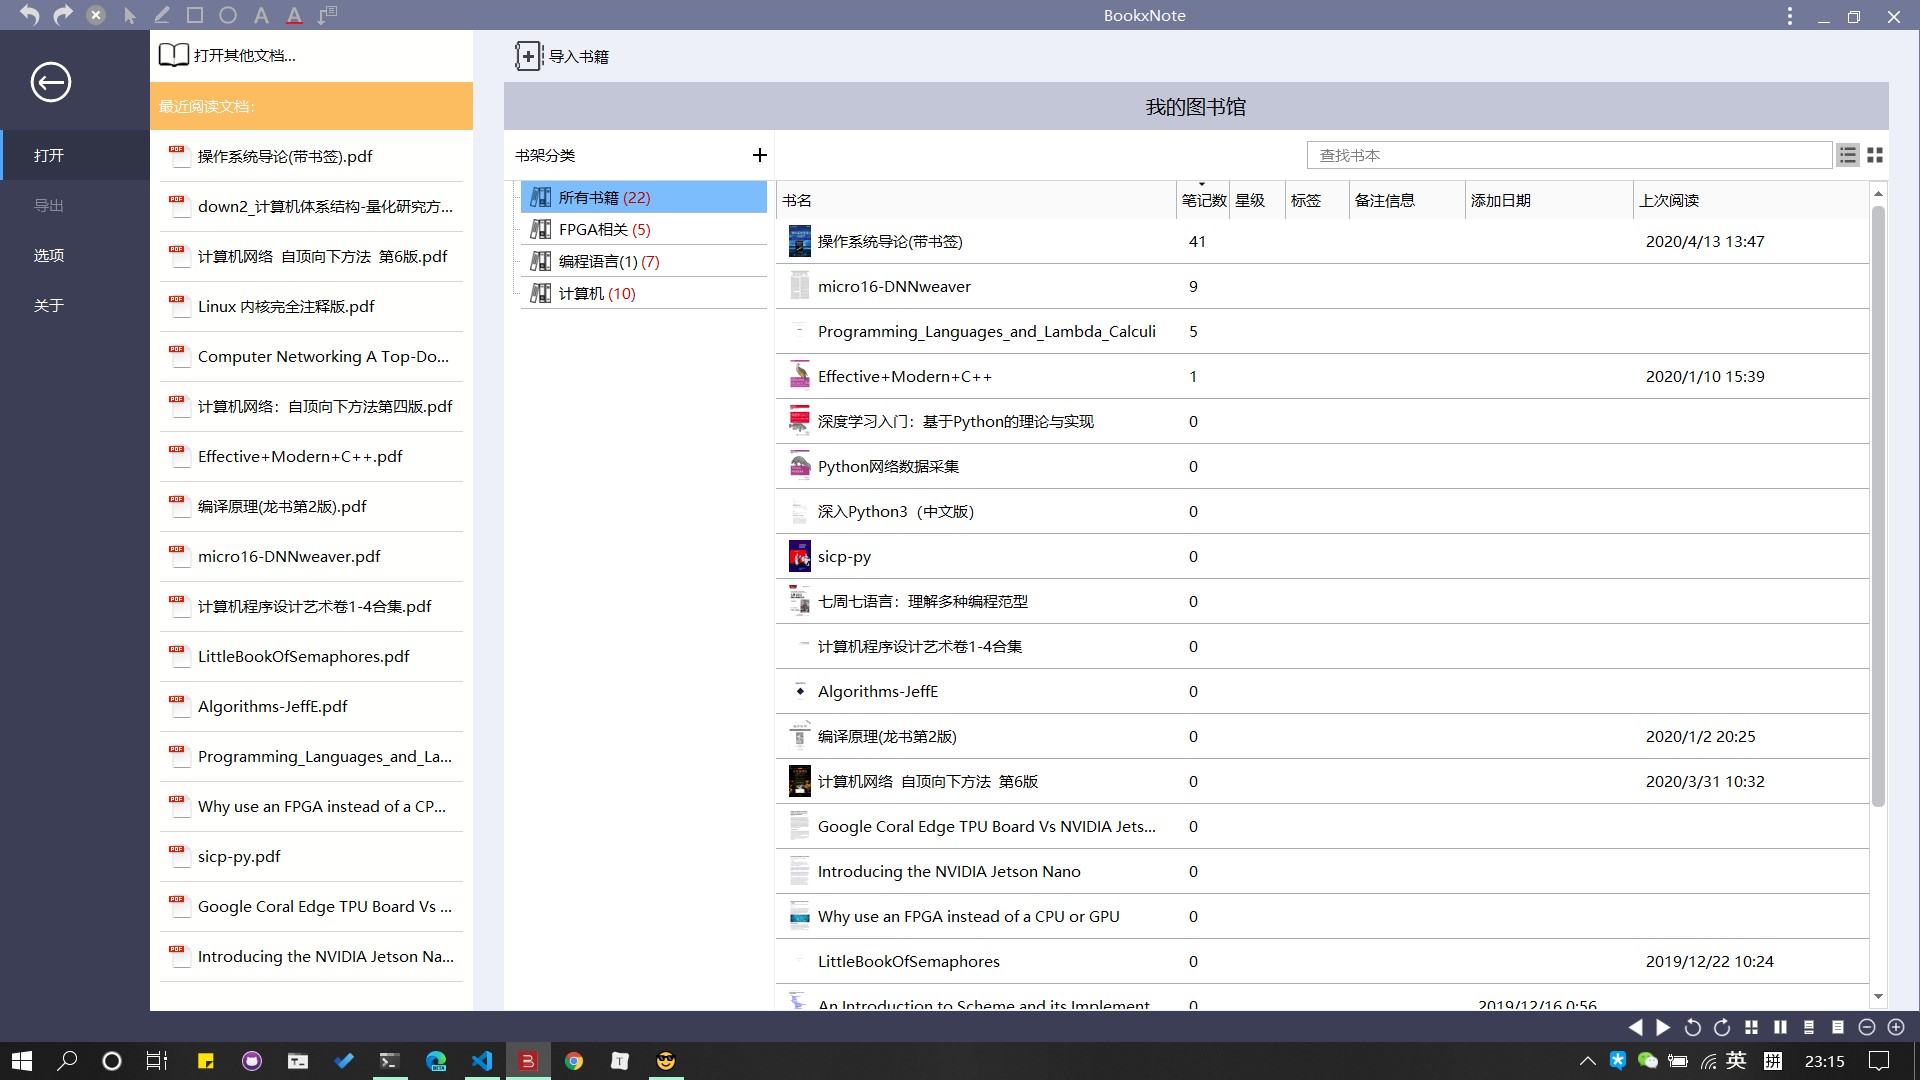 BookxNote
打开其他文档...
导入书籍
最近阅读文档:
我的图书馆
打开
导出
选项
关于
操作系统导论(带书签).pdf
down2_计算机体系结构-量化研究方...
计算机网络 自顶向下方法 第6版.pdf
Linux 内核完全注释版.pdf
Computer Networking A Top-Do...
计算机网络：自顶向下方法第四版.pdf
Effective+Modern+C++.pdf
编译原理(龙书第2版).pdf
micro16-DNNweaver.pdf
计算机程序设计艺术卷1-4合集.pdf
LittleBookOfSemaphores.pdf
Algorithms-JeffE.pdf
Programming_Languages_and_La...
Why use an FPGA instead of a CP...
sicp-py.pdf
Google Coral Edge TPU Board Vs ...
Introducing the NVIDIA Jetson Na...
书架分类
查找书本
所有书籍 (22)
FPGA相关 (5)
编程语言(1) (7)
计算机 (10)
书名 笔记数 星级 标签 备注信息 添加日期 上次阅读
操作系统导论(带书签) 41 2020/4/13 13:47
micro16-DNNweaver 9
Programming_Languages_and_Lambda_Calculi 5
Effective+Modern+C++ 1 2020/1/10 15:39
深度学习入门：基于Python的理论与实现 0
Python网络数据采集 0
深入Python3（中文版） 0
sicp-py 0
七周七语言：理解多种编程范型 0
计算机程序设计艺术卷1-4合集 0
Algorithms-JeffE 0
编译原理(龙书第2版) 0 2020/1/2 20:25
计算机网络 自顶向下方法 第6版 0 2020/3/31 10:32
Google Coral Edge TPU Board Vs NVIDIA Jets... 0
Introducing the NVIDIA Jetson Nano 0
Why use an FPGA instead of a CPU or GPU 0
LittleBookOfSemaphores 0 2019/12/22 10:24
An Introduction to Scheme and its Implement 0 2019/12/16 0:56
英 拼 23:15